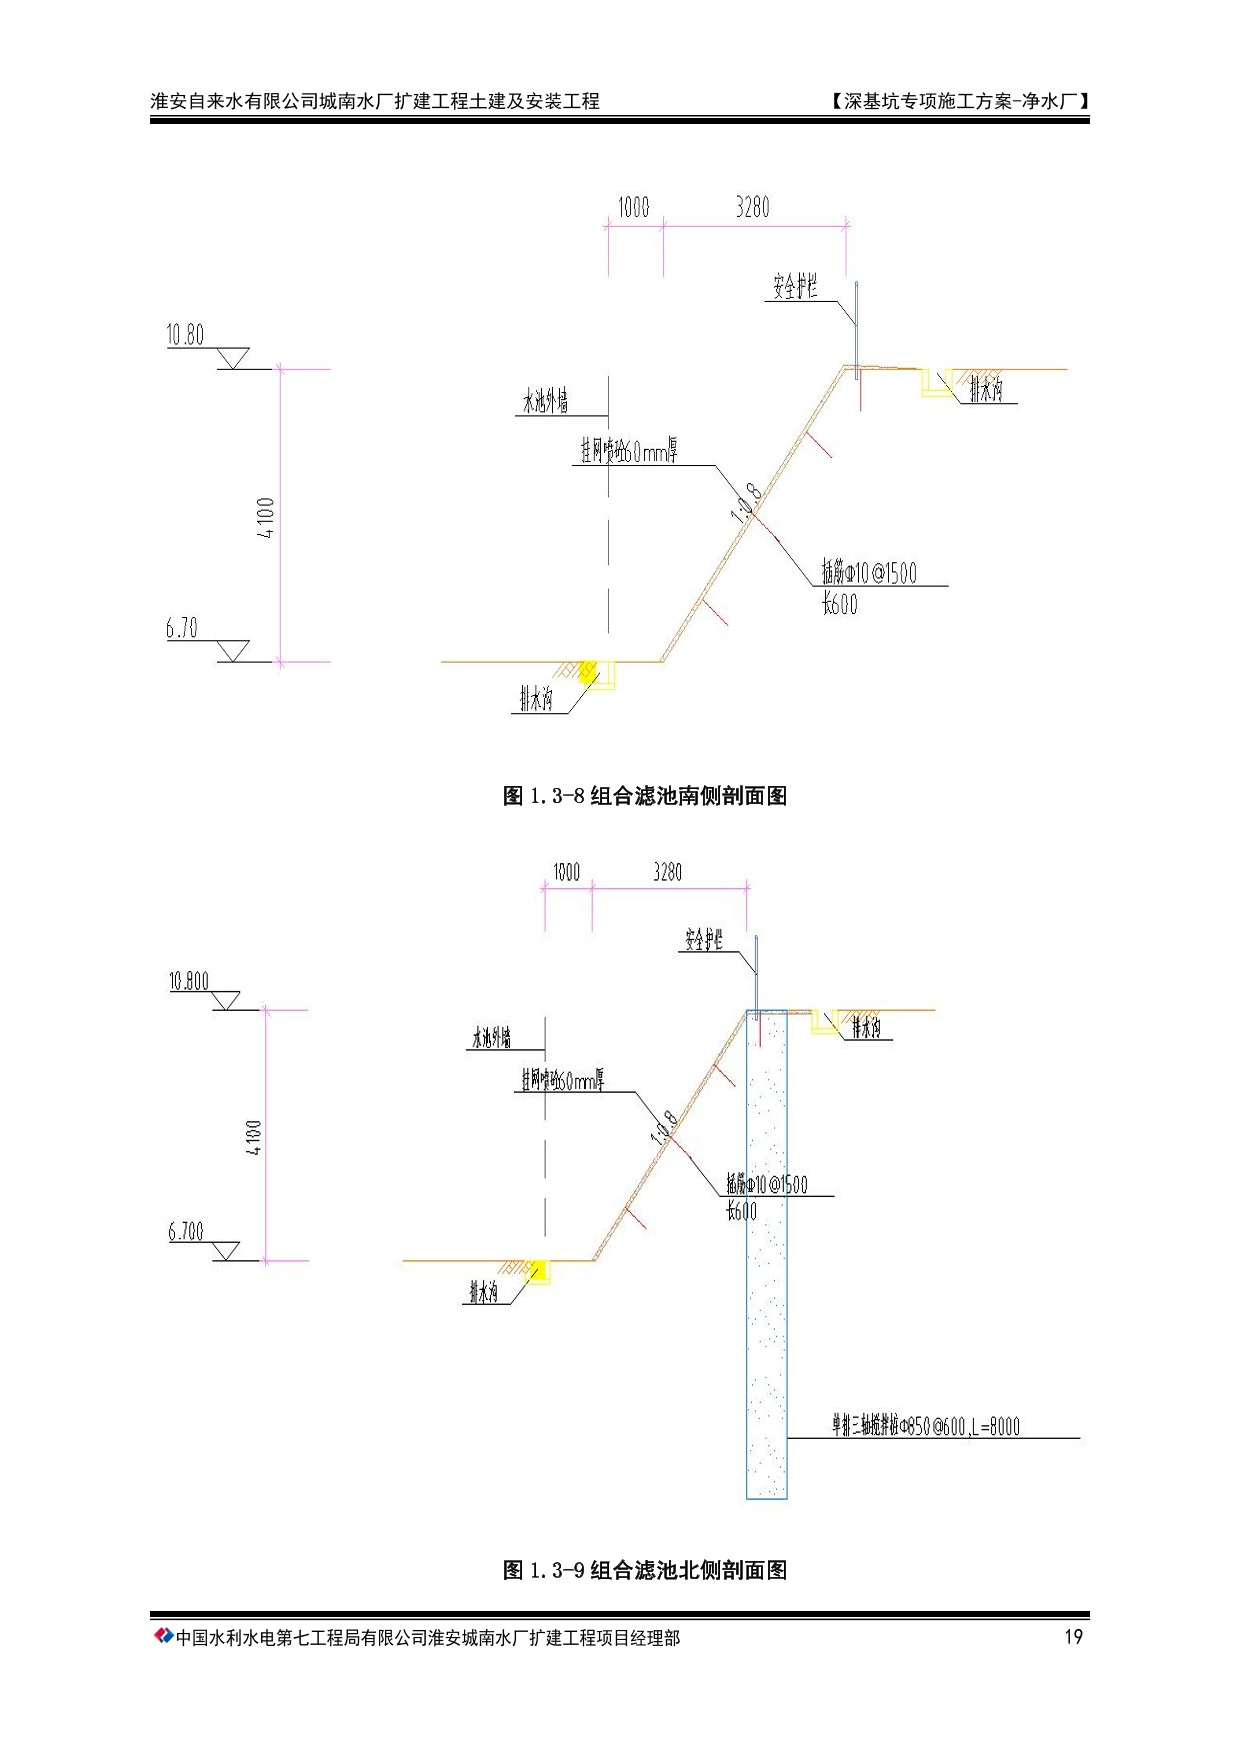 淮安自来水有限公司城南水厂扩建工程土建及安装工程 【深基坑专项施工方案-净水厂】
1000 3280
安全护栏
10.80
水池外墙
排水沟
挂网喷砼60mm厚
1:0.8
4100
插筋Φ10@1500
长600
6.70
排水沟
图 1.3-8 组合滤池南侧剖面图
1000 3280
安全护栏
10.800
水池外墙
排水沟
挂网喷砼60mm厚
1:0.8
4100
插筋Φ10@1500
长600
6.700
排水沟
单排三轴搅拌桩Φ850@600,L=8000
图 1.3-9 组合滤池北侧剖面图
中国水利水电第七工程局有限公司淮安城南水厂扩建工程项目经理部 19